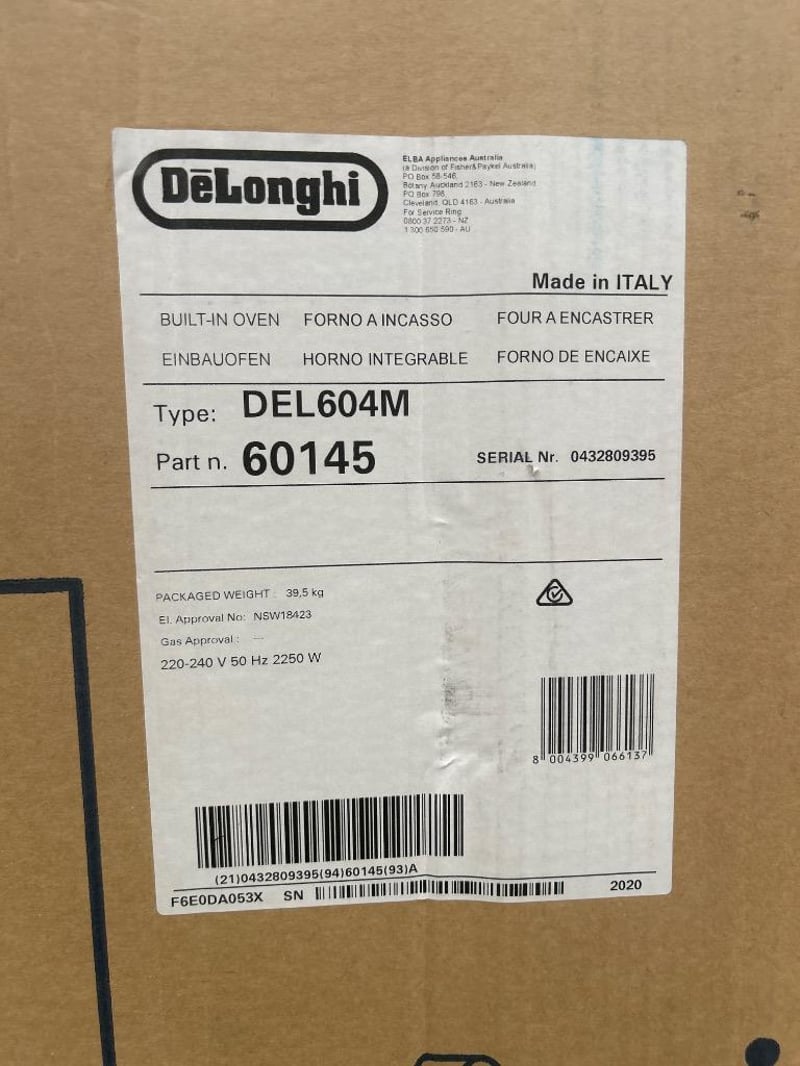 DēLonghi
ELBA Appliances Australia
(a Division of Fisher&Paykel Australia)
PO Box 58-546,
Botany Auckland 2163 - New Zealand
PO Box 798,
Cleveland, QLD 4163 - Australia
For Service Ring
0800 37 2273 - NZ
1 300 650 590 - AU
Made in ITALY
BUILT-IN OVEN FORNO A INCASSO FOUR A ENCASTRER
EINBAUOFEN HORNO INTEGRABLE FORNO DE ENCAIXE
Type: DEL604M
Part n. 60145 SERIAL Nr. 0432809395
PACKAGED WEIGHT : 39,5 kg
El. Approval No: NSW18423
Gas Approval : ---
220-240 V 50 Hz 2250 W
8 004399 066137
(21)0432809395(94)60145(93)A
F6E0DA053X SN 2020